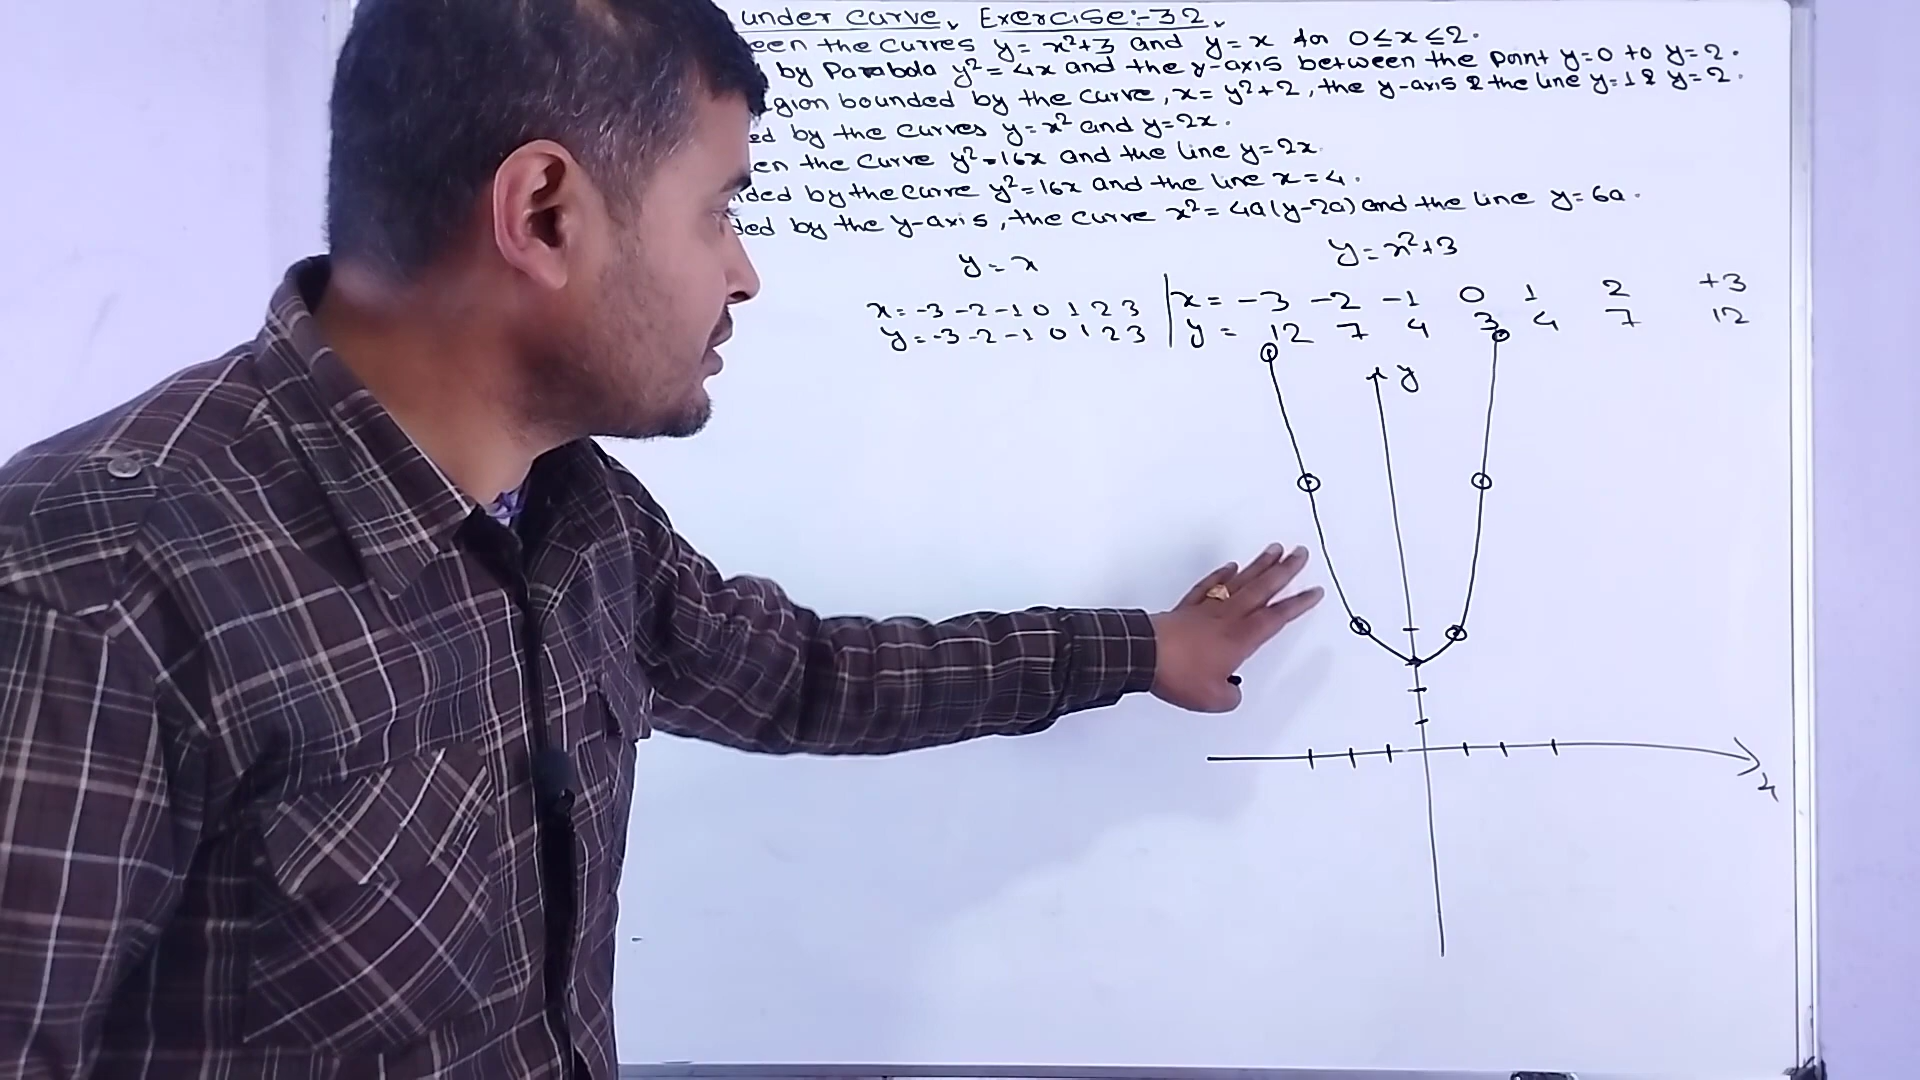 under curve, Exercise:-32,
een the curves y= x²+3 and y=x for 0≤x≤2.
by Parabola y²=4x and the y-axis between the point y=0 to y=2.
gion bounded by the curve, x= y²+2, the y-axis & the line y=1 & y=2.
ed by the curves y=x² and y=2x.
en the curve y²=16x and the line y=2x
ded by the curve y²=16x and the line x=4.
ded by the y-axis, the curve x²=4a(y-2a) and the line y=6a.
y=x
x= -3 -2 -1 0 1 2 3
y= -3 -2 -1 0 1 2 3
y=x²+3
x= -3 -2 -1 0 1 2 +3
y= 12 7 4 3 4 7 12
y
x